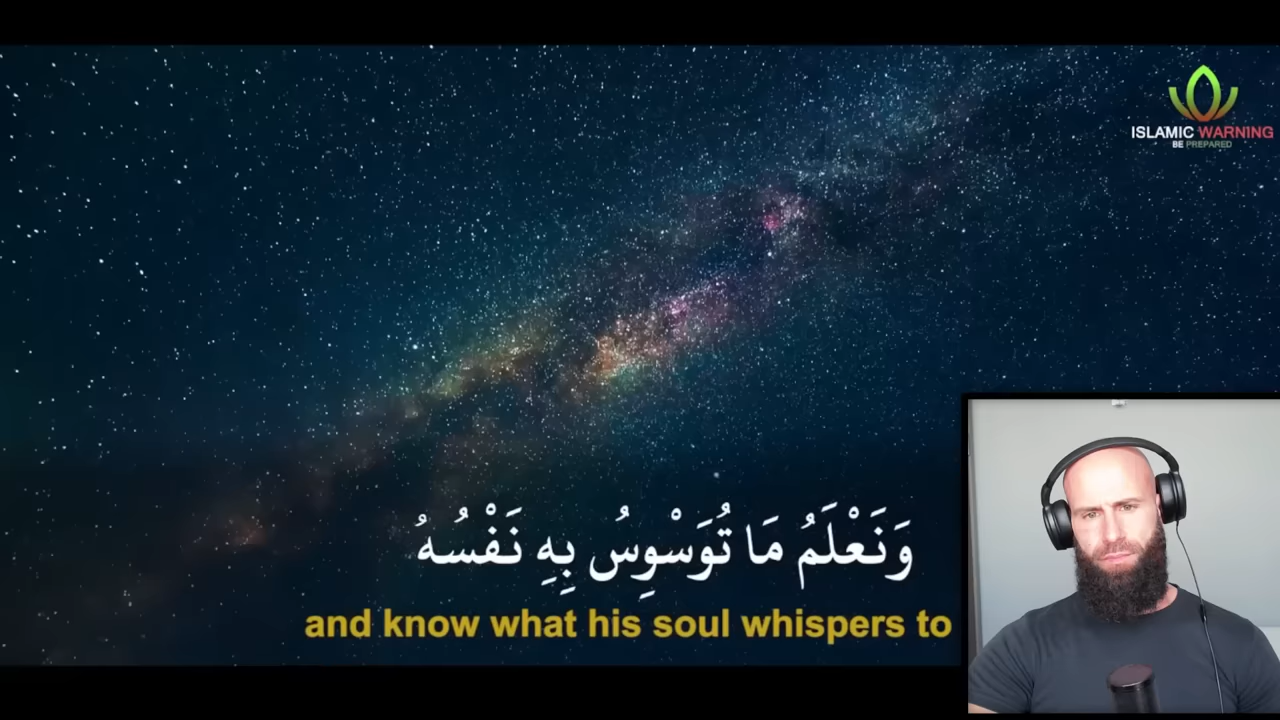 ISLAMIC WARNING
BE PREPARED
وَنَعْلَمُ مَا تُوَسْوِسُ بِهِ نَفْسُهُ
and know what his soul whispers to